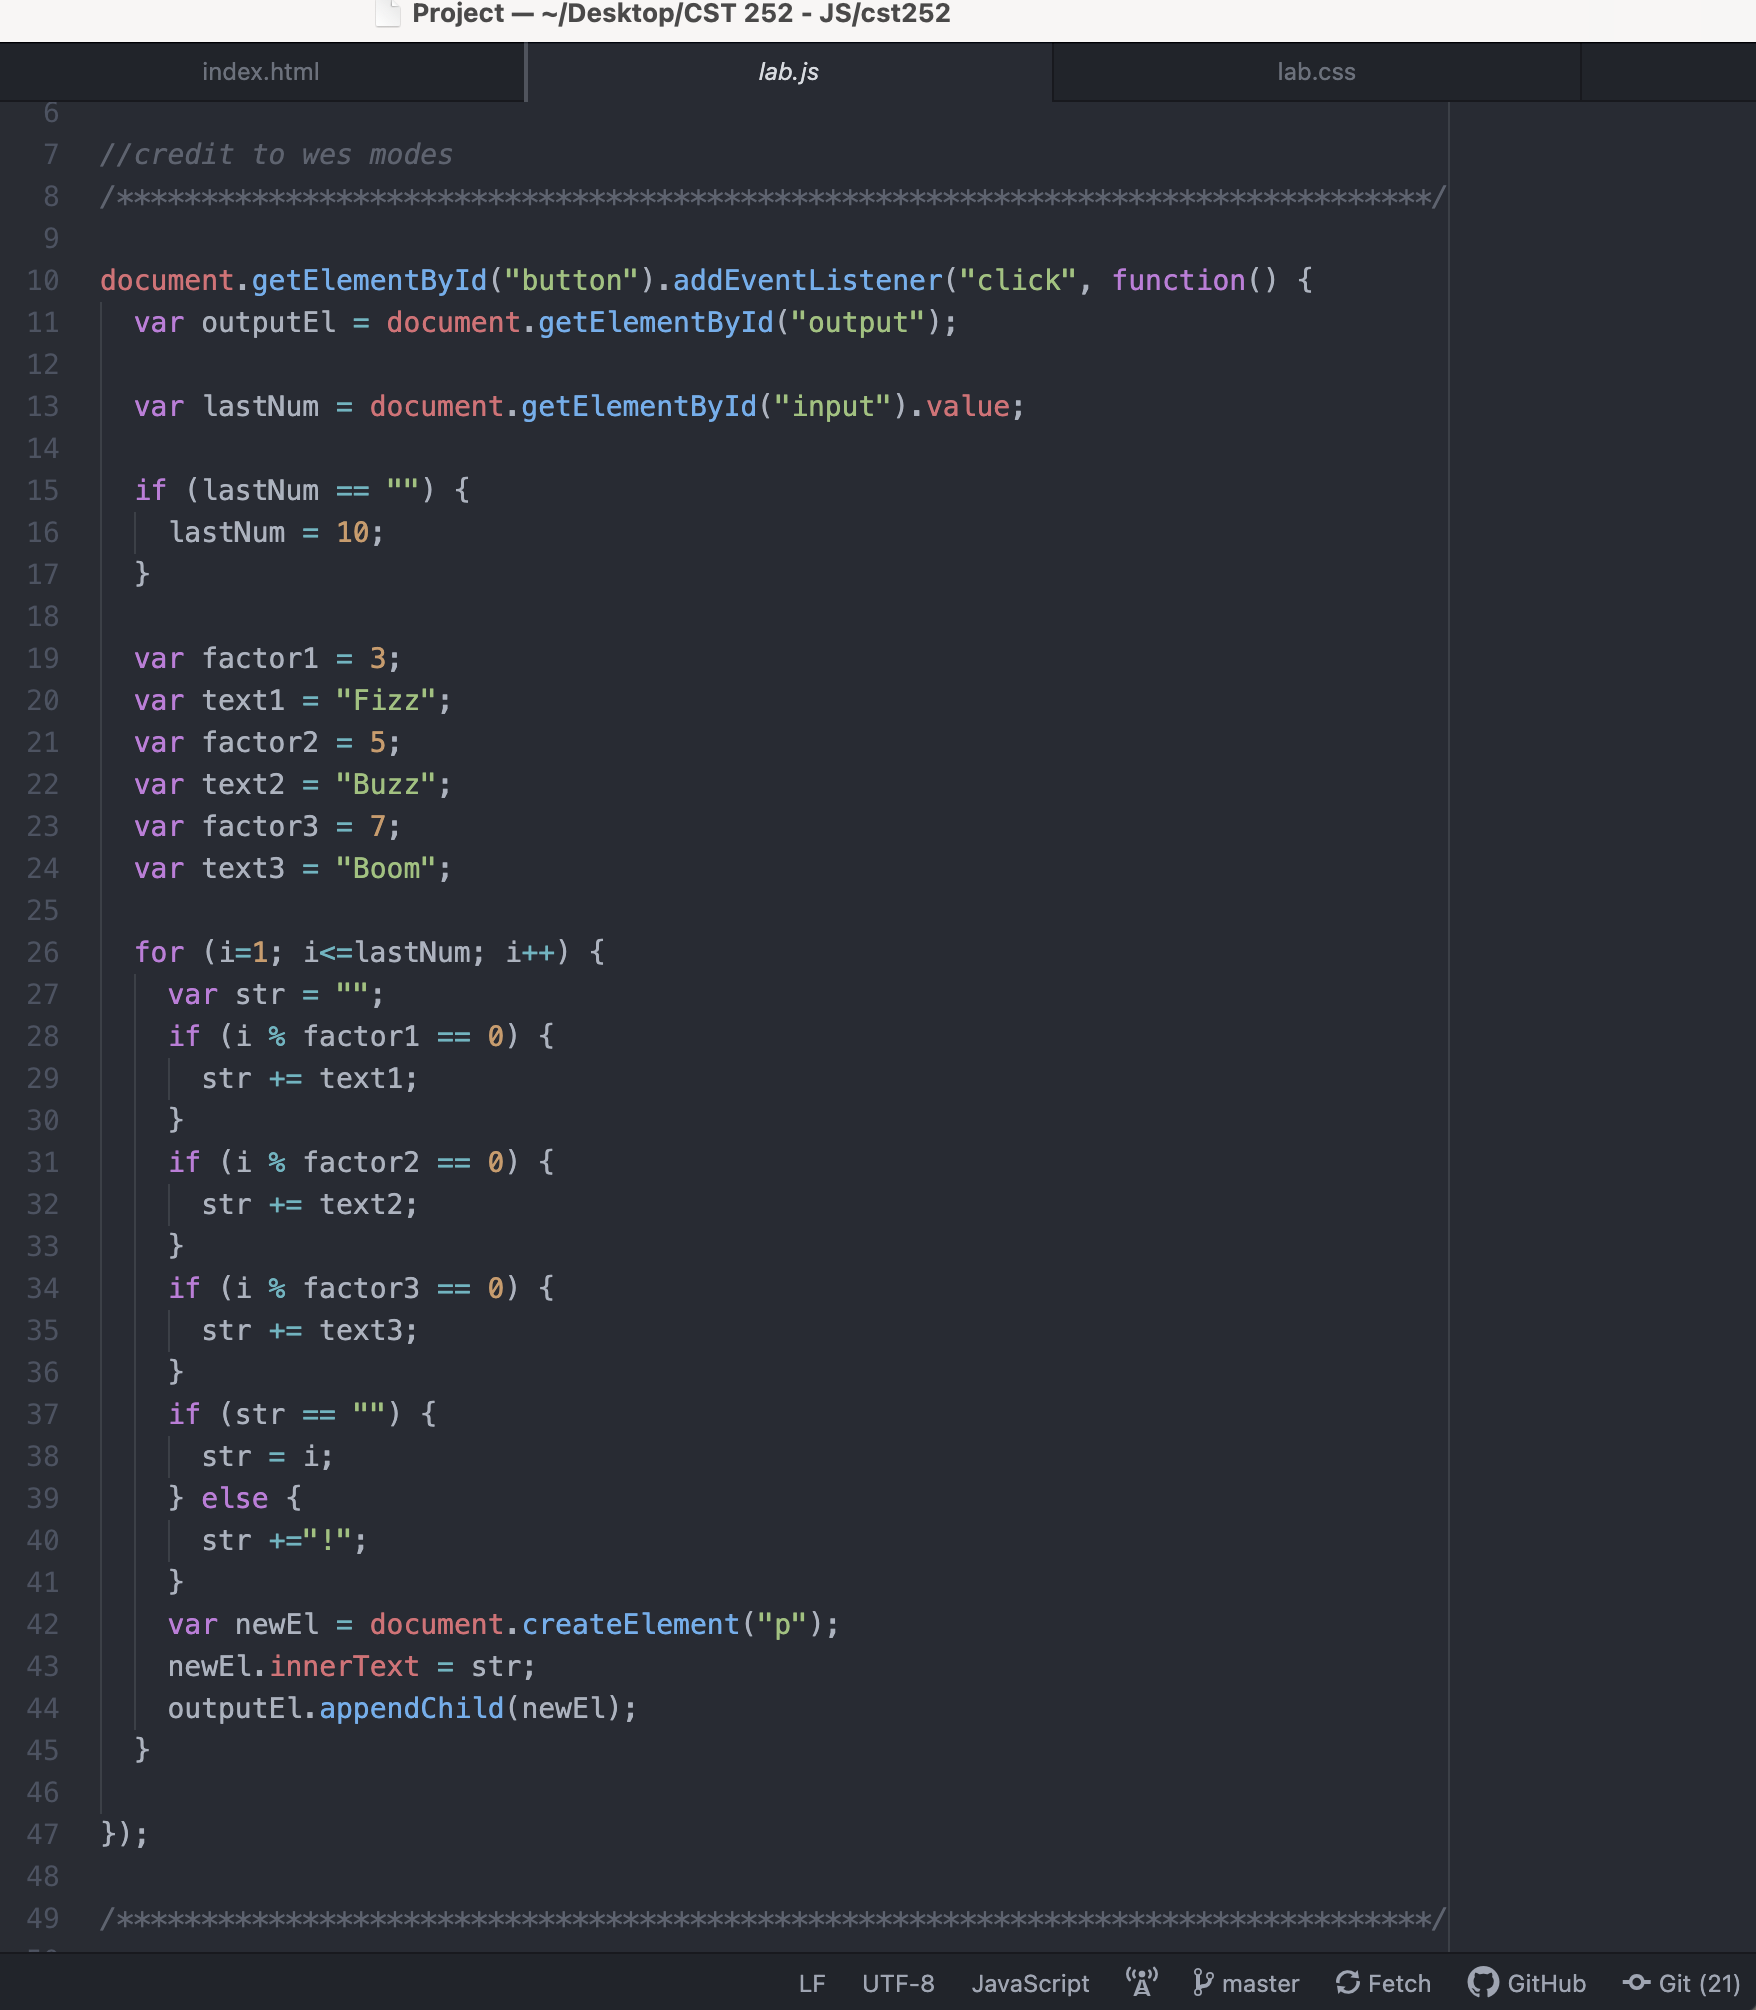 Project — ~/Desktop/CST 252 - JS/cst252
index.html lab.js lab.css
6
7 //credit to wes modes
8 /******************************************************************************/
9
10 document.getElementById("button").addEventListener("click", function() {
11   var outputEl = document.getElementById("output");
12
13   var lastNum = document.getElementById("input").value;
14
15   if (lastNum == "") {
16     lastNum = 10;
17   }
18
19   var factor1 = 3;
20   var text1 = "Fizz";
21   var factor2 = 5;
22   var text2 = "Buzz";
23   var factor3 = 7;
24   var text3 = "Boom";
25
26   for (i=1; i<=lastNum; i++) {
27     var str = "";
28     if (i % factor1 == 0) {
29       str += text1;
30     }
31     if (i % factor2 == 0) {
32       str += text2;
33     }
34     if (i % factor3 == 0) {
35       str += text3;
36     }
37     if (str == "") {
38       str = i;
39     } else {
40       str +="!";
41     }
42     var newEl = document.createElement("p");
43     newEl.innerText = str;
44     outputEl.appendChild(newEl);
45   }
46
47 });
48
49 /******************************************************************************/
LF UTF-8 JavaScript master Fetch GitHub Git (21)